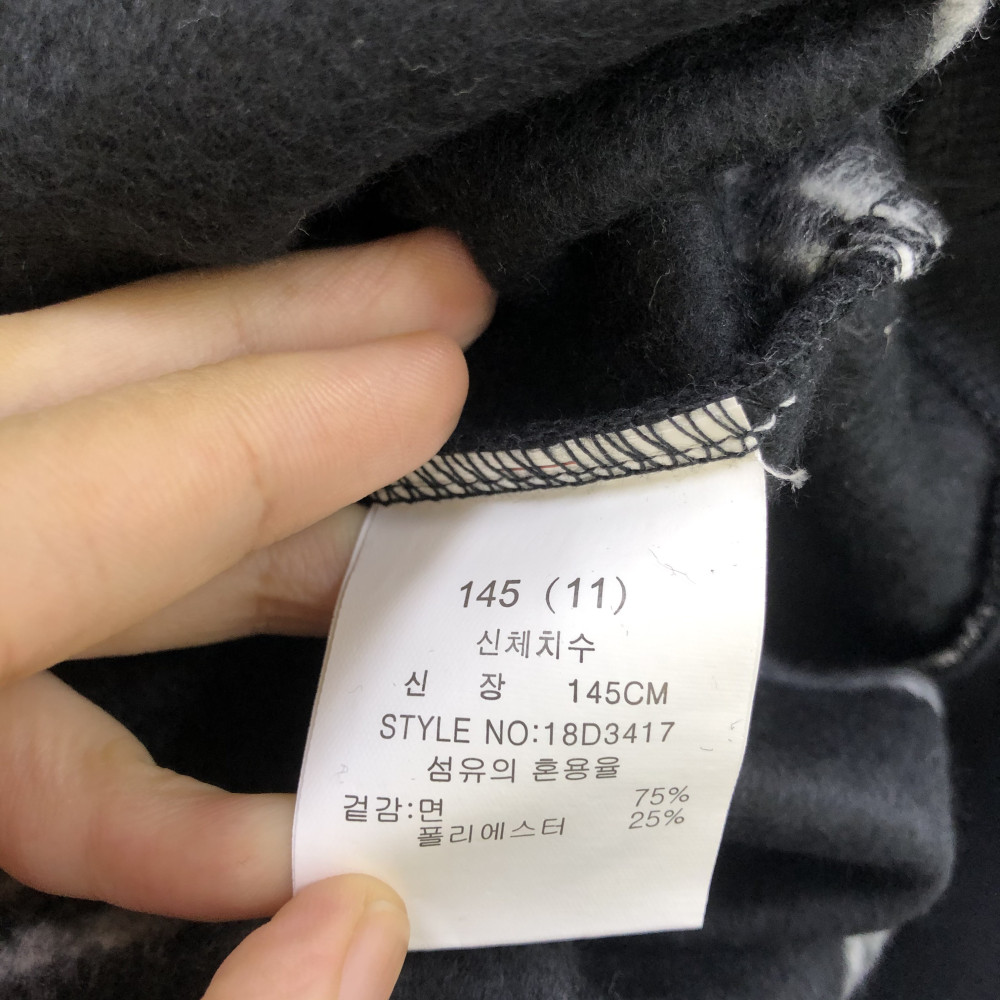 145 (11)
신체치수
신 장 145CM
STYLE NO:18D3417
섬유의 혼용율
겉감:면 75%
폴리에스터 25%